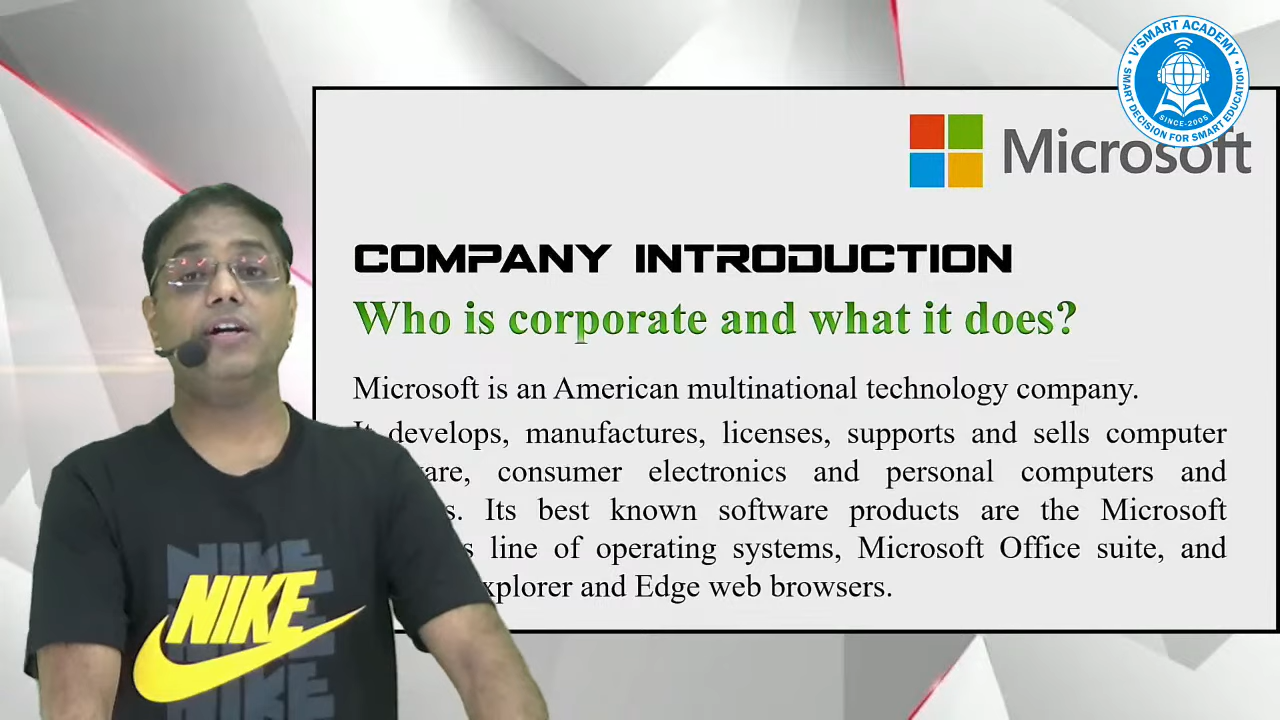 V'SMART ACADEMY
SMART DECISION FOR SMART EDUCATION
SINCE-2005
Microsoft
COMPANY INTRODUCTION
Who is corporate and what it does?
Microsoft is an American multinational technology company.
It develops, manufactures, licenses, supports and sells computer
are, consumer electronics and personal computers and
s. Its best known software products are the Microsoft
s line of operating systems, Microsoft Office suite, and
xplorer and Edge web browsers.
NIKE
NIKE
NIKE